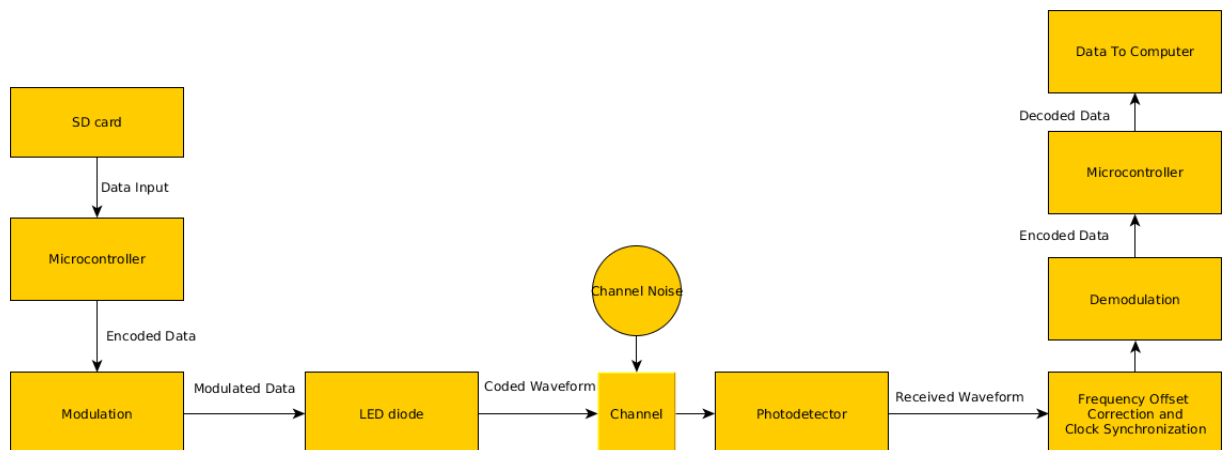 Data To Computer
Decoded Data
SD card
Data Input
Microcontroller
Encoded Data
Microcontroller
Encoded Data
Channel Noise
Demodulation
Modulation
Modulated Data
LED diode
Coded Waveform
Channel
Photodetector
Received Waveform
Frequency Offset
Correction and
Clock Synchronization